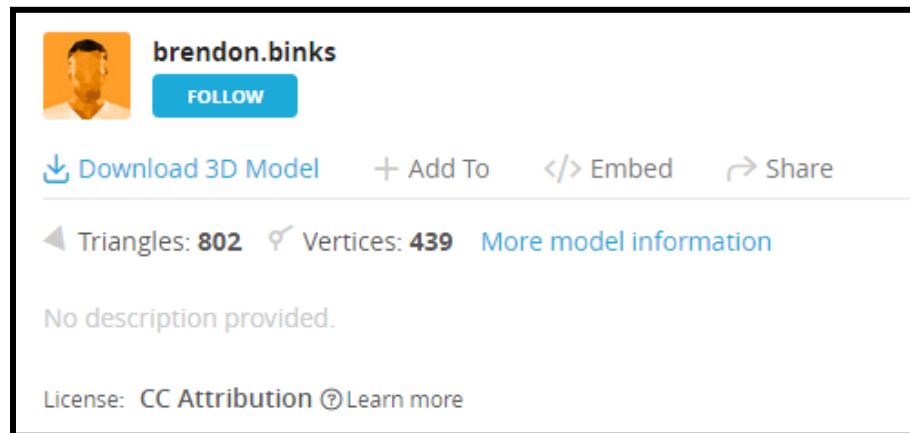 brendon.binks
FOLLOW
Download 3D Model Add To </> Embed Share
Triangles: 802 Vertices: 439 More model information
No description provided.
License: CC Attribution ? Learn more